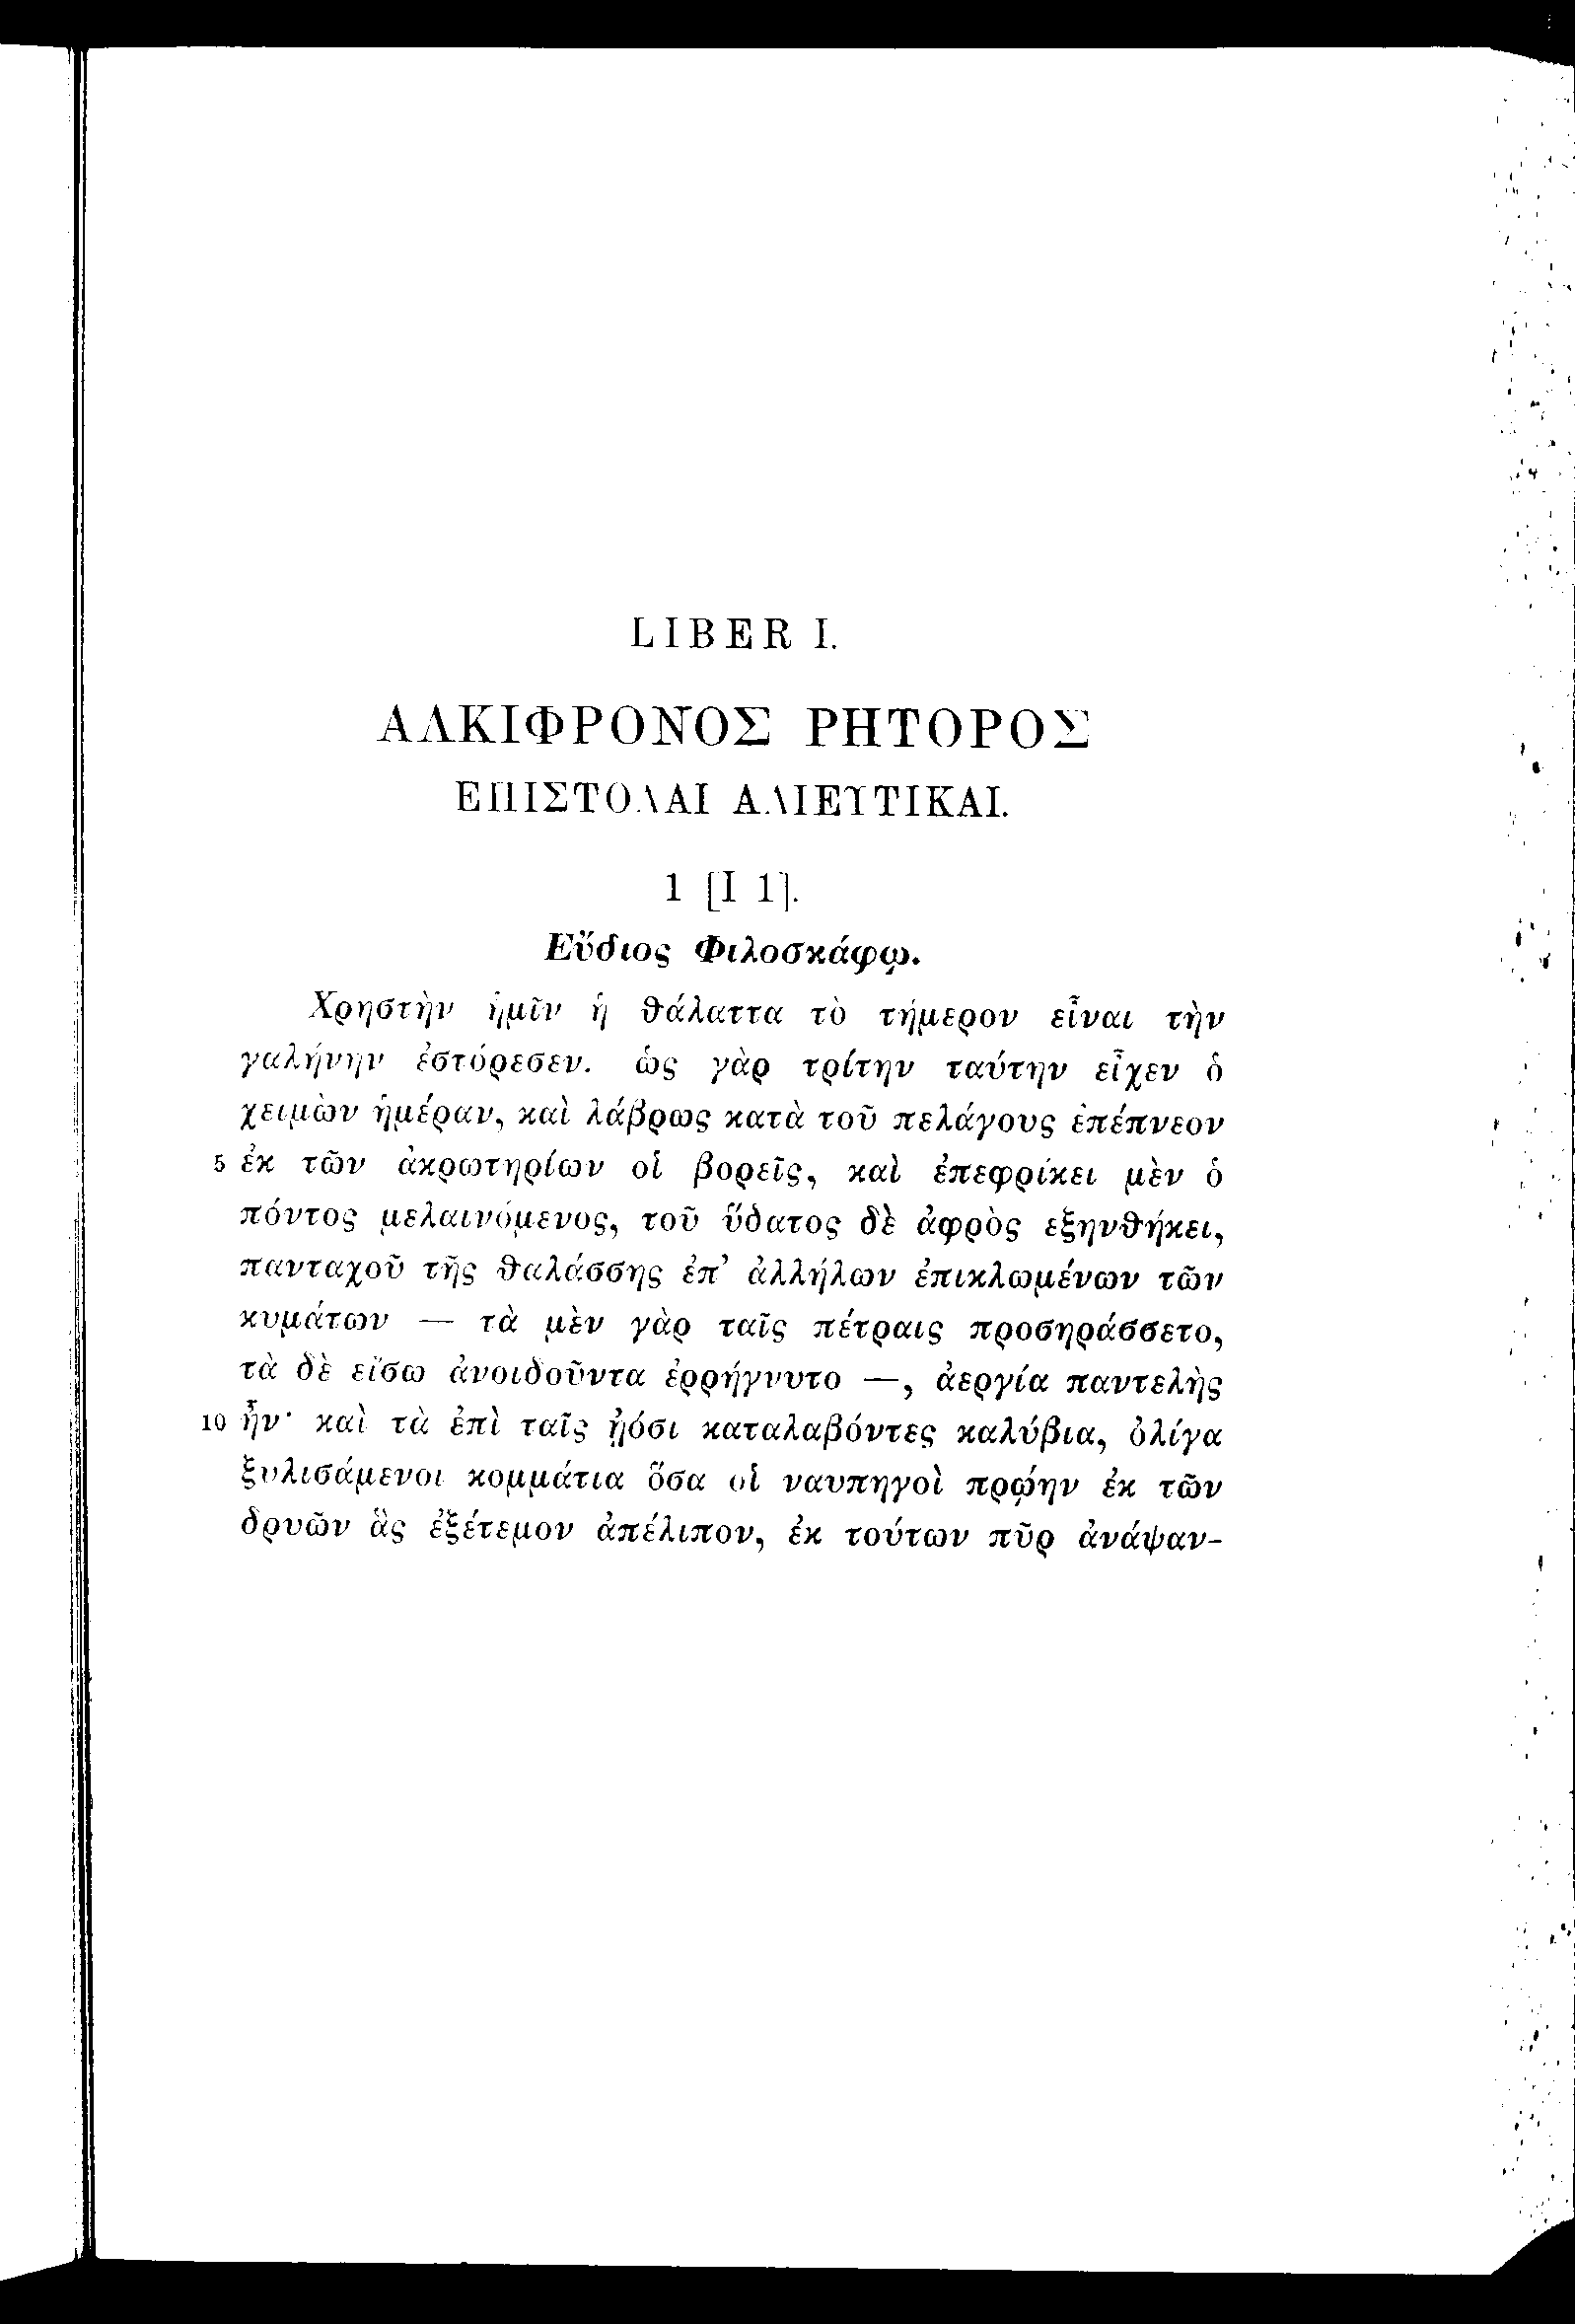 LIBER I.
ΑΛΚΙΦΡΟΝΟΣ ΡΗΤΟΡΟΣ
ΕΠΙΣΤΟΛΑΙ ΑΛΙΕΥΤΙΚΑΙ.
1 [I 1].
Εὔδιος Φιλοσκάφῳ.
Χρηστὴν ἡμῖν ἡ θάλαττα τὸ τήμερον εἶναι τὴν
γαλήνην ἐστόρεσεν. ὡς γὰρ τρίτην ταύτην εἶχεν ὁ
χειμὼν ἡμέραν, καὶ λάβρως κατὰ τοῦ πελάγους ἐπέπνεον
5 ἐκ τῶν ἀκρωτηρίων οἱ βορεῖς, καὶ ἐπεφρίκει μὲν ὁ
πόντος μελαινόμενος, τοῦ ὕδατος δὲ ἀφρὸς ἐξηνθήκει,
πανταχοῦ τῆς θαλάσσης ἐπ’ ἀλλήλων ἐπικλωμένων τῶν
κυμάτων — τὰ μὲν γὰρ ταῖς πέτραις προσηράσσετο,
τὰ δὲ εἴσω ἀνοιδοῦντα ἐρρήγνυτο —, ἀεργία παντελὴς
10 ἦν· καὶ τὰ ἐπὶ ταῖς ᾐόσι καταλαβόντες καλύβια, ὀλίγα
ξυλισάμενοι κομμάτια ὅσα οἱ ναυπηγοὶ πρῴην ἐκ τῶν
δρυῶν ἃς ἐξέτεμον ἀπέλιπον, ἐκ τούτων πῦρ ἀνάψαν-